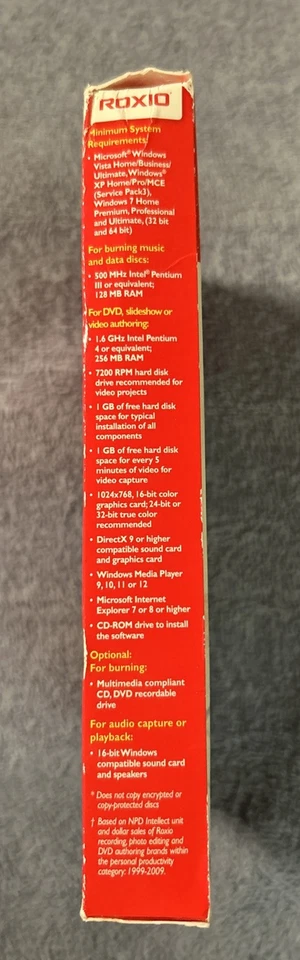 ROXIO
Minimum System
Requirements:
• Microsoft® Windows
Vista Home/Business/
Ultimate, Windows®
XP Home/Pro/MCE
(Service Pack3),
Windows 7 Home
Premium, Professional
and Ultimate, (32 bit
and 64 bit)
For burning music
and data discs:
• 500 MHz Intel® Pentium
III or equivalent;
128 MB RAM
For DVD, slideshow or
video authoring:
• 1.6 GHz Intel Pentium
4 or equivalent;
256 MB RAM
• 7200 RPM hard disk
drive recommended for
video projects
• 1 GB of free hard disk
space for typical
installation of all
components
• 1 GB of free hard disk
space for every 5
minutes of video for
video capture
• 1024x768, 16-bit color
graphics card; 24-bit or
32-bit true color
recommended
• DirectX 9 or higher
compatible sound card
and graphics card
• Windows Media Player
9, 10, 11 or 12
• Microsoft Internet
Explorer 7 or 8 or higher
• CD-ROM drive to install
the software
Optional:
For burning:
• Multimedia compliant
CD, DVD recordable
drive
For audio capture or
playback:
• 16-bit Windows
compatible sound card
and speakers
* Does not copy encrypted or
copy-protected discs
† Based on NPD Intellect unit
and dollar sales of Roxio
recording, photo editing and
DVD authoring brands within
the personal productivity
category: 1999-2009.